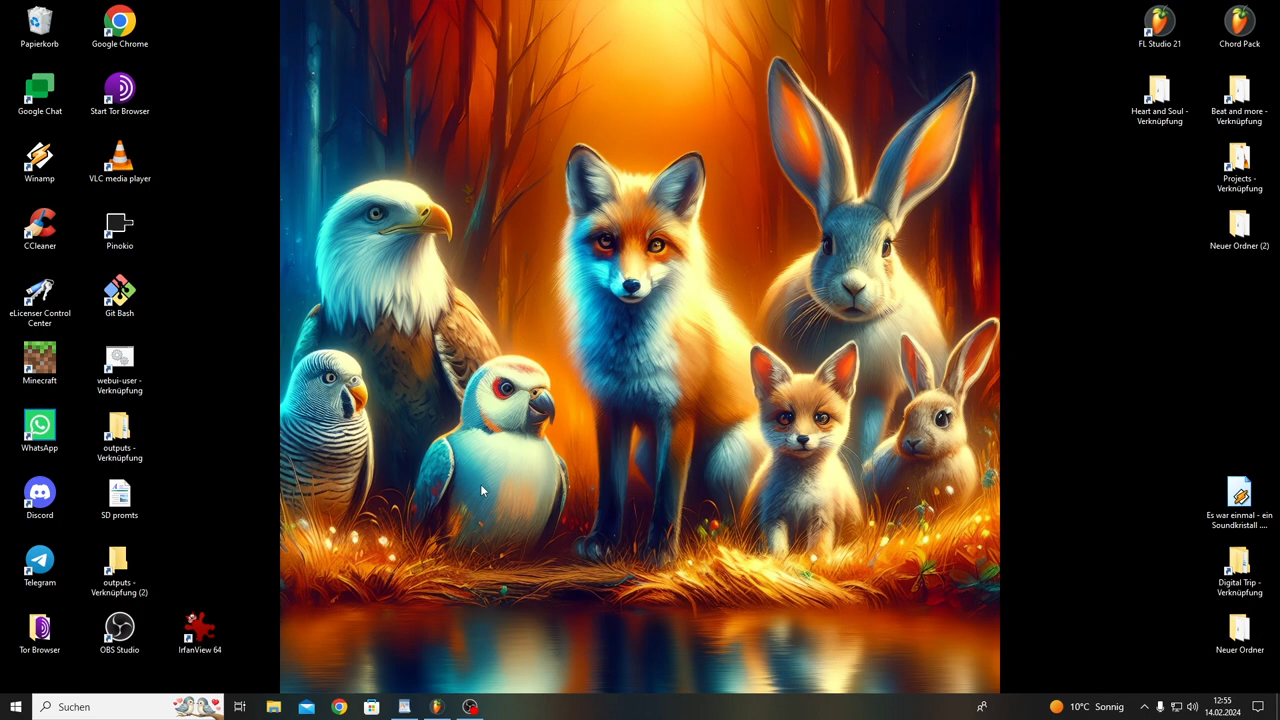 Papierkorb
Google Chrome
FL Studio 21
Chord Pack
Google Chat
Start Tor Browser
Heart and Soul -
Verknüpfung
Beat and more -
Verknüpfung
Winamp
VLC media player
Projects -
Verknüpfung
CCleaner
Pinokio
Neuer Ordner (2)
eLicenser Control
Center
Git Bash
Minecraft
webui-user -
Verknüpfung
WhatsApp
outputs -
Verknüpfung
Discord
SD promts
Es war einmal - ein
Soundkristall ....
Telegram
outputs -
Verknüpfung (2)
Digital Trip -
Verknüpfung
Tor Browser
OBS Studio
IrfanView 64
Neuer Ordner
Suchen
10°C Sonnig
12:55
14.02.2024